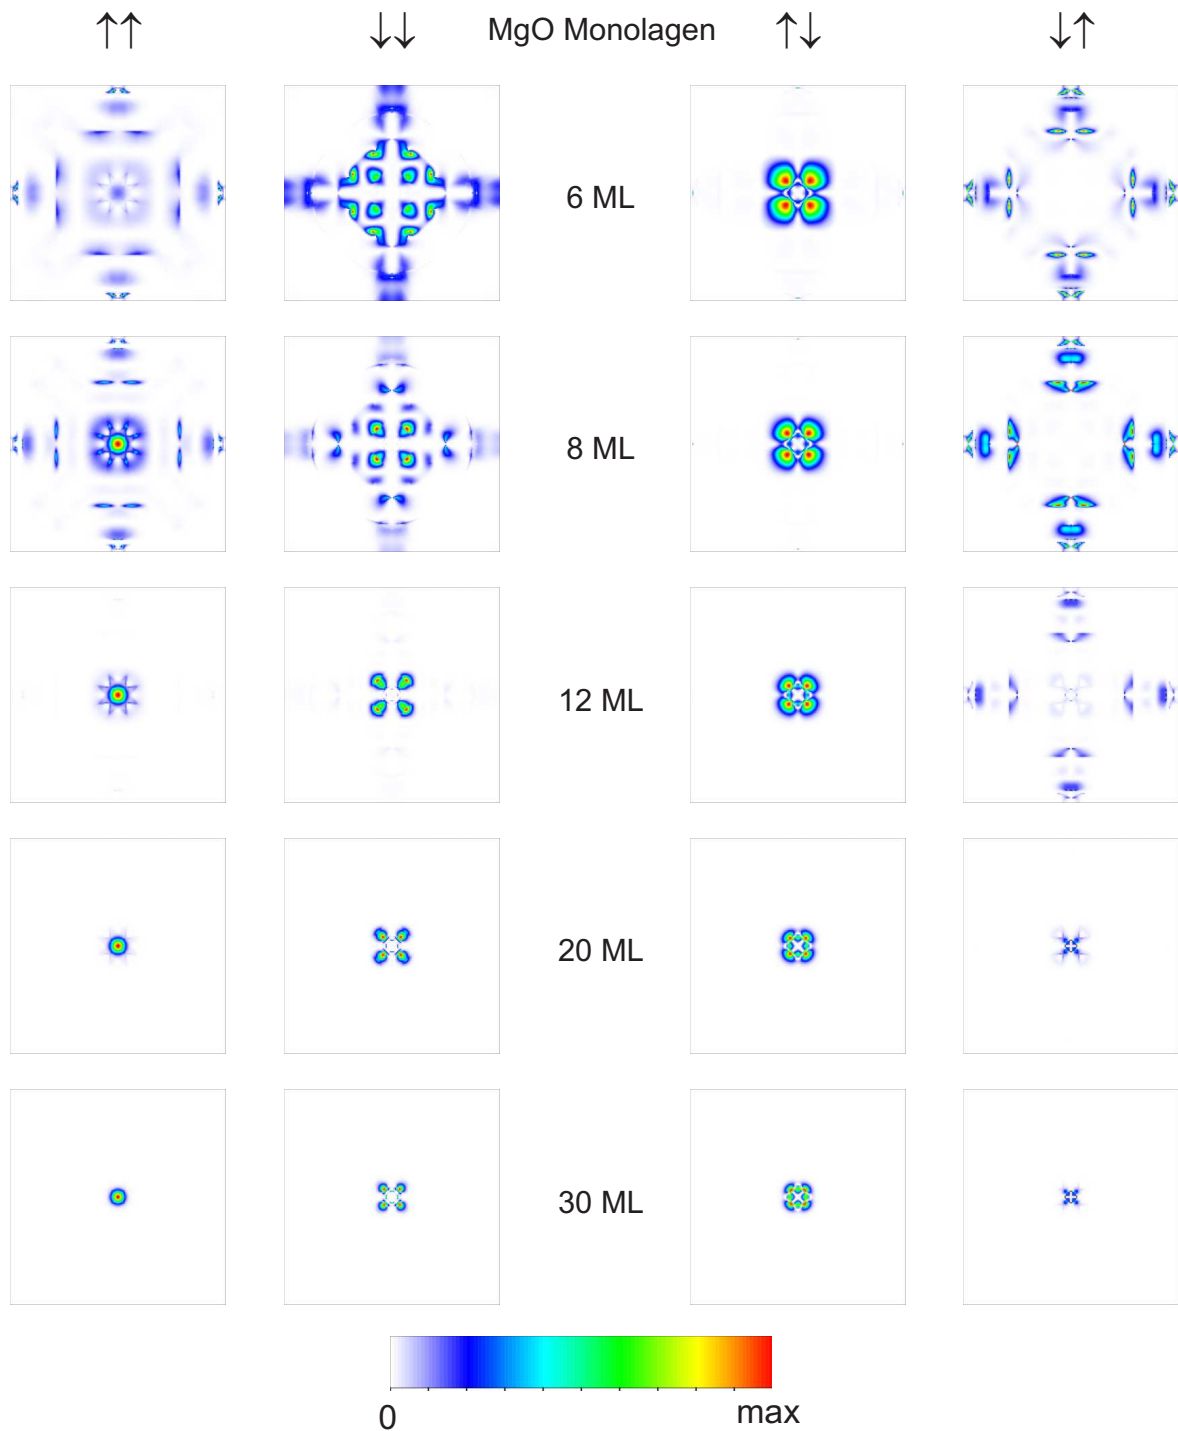 ↑↑ ↓↓ MgO Monolagen ↑↓ ↓↑
6 ML
8 ML
12 ML
20 ML
30 ML
0 max